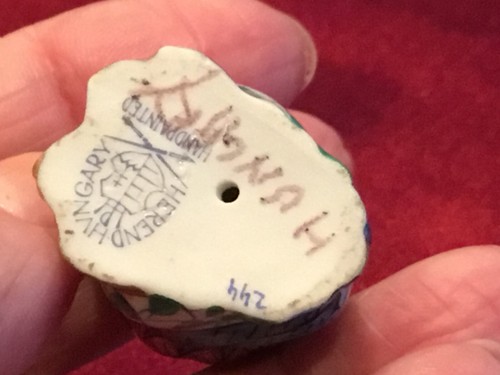 HUNGARY
HUNGARY
HEREND
HANDPAINTED
244